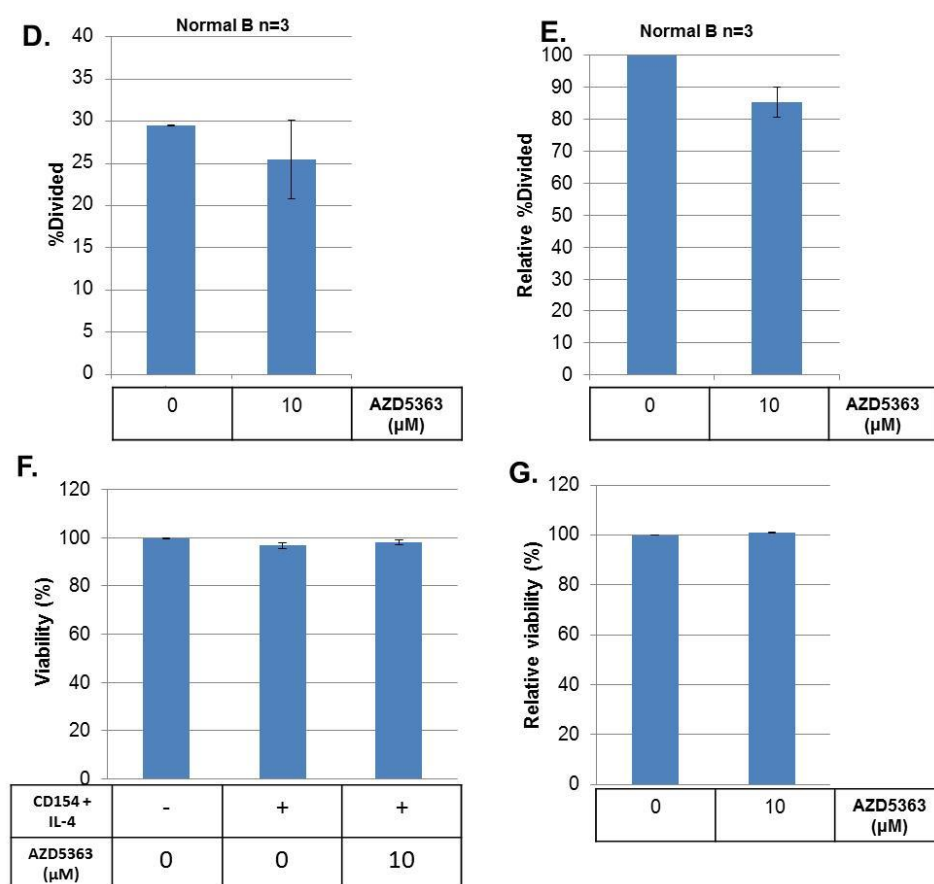 D.
Normal B n=3
40
35
30
25
20
15
10
5
0
%Divided
0 10 AZD5363
(µM)
E.
Normal B n=3
100
90
80
70
60
50
40
30
20
10
0
Relative %Divided
0 10 AZD5363
(µM)
F.
120
100
80
60
40
20
0
Viability (%)
CD154 + - + +
IL-4
AZD5363 0 0 10
(µM)
G.
120
100
80
60
40
20
0
Relative viability (%)
0 10 AZD5363
(µM)